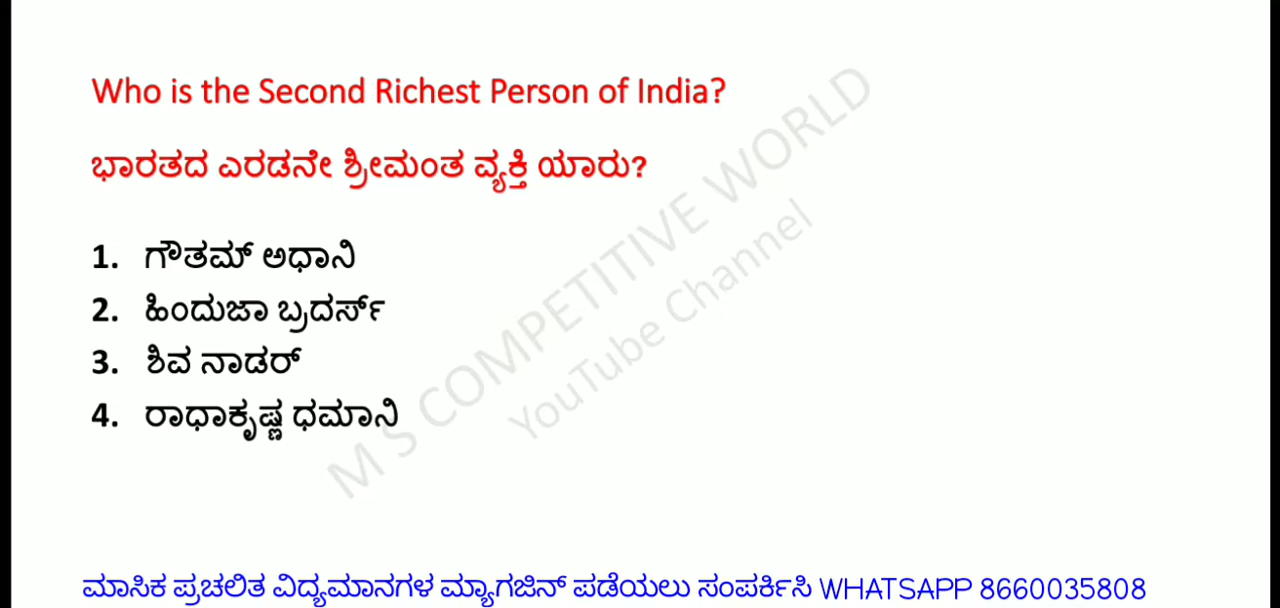 Who is the Second Richest Person of India?
ಭಾರತದ ಎರಡನೇ ಶ್ರೀಮಂತ ವ್ಯಕ್ತಿ ಯಾರು?
1. ಗೌತಮ್ ಅಧಾನಿ
2. ಹಿಂದುಜಾ ಬ್ರದರ್ಸ್
3. ಶಿವ ನಾಡರ್
4. ರಾಧಾಕೃಷ್ಣ ಧಮಾನಿ
M S COMPETITIVE WORLD
YouTube Channel
ಮಾಸಿಕ ಪ್ರಚಲಿತ ವಿದ್ಯಮಾನಗಳ ಮ್ಯಾಗಜಿನ್ ಪಡೆಯಲು ಸಂಪರ್ಕಿಸಿ WHATSAPP 8660035808